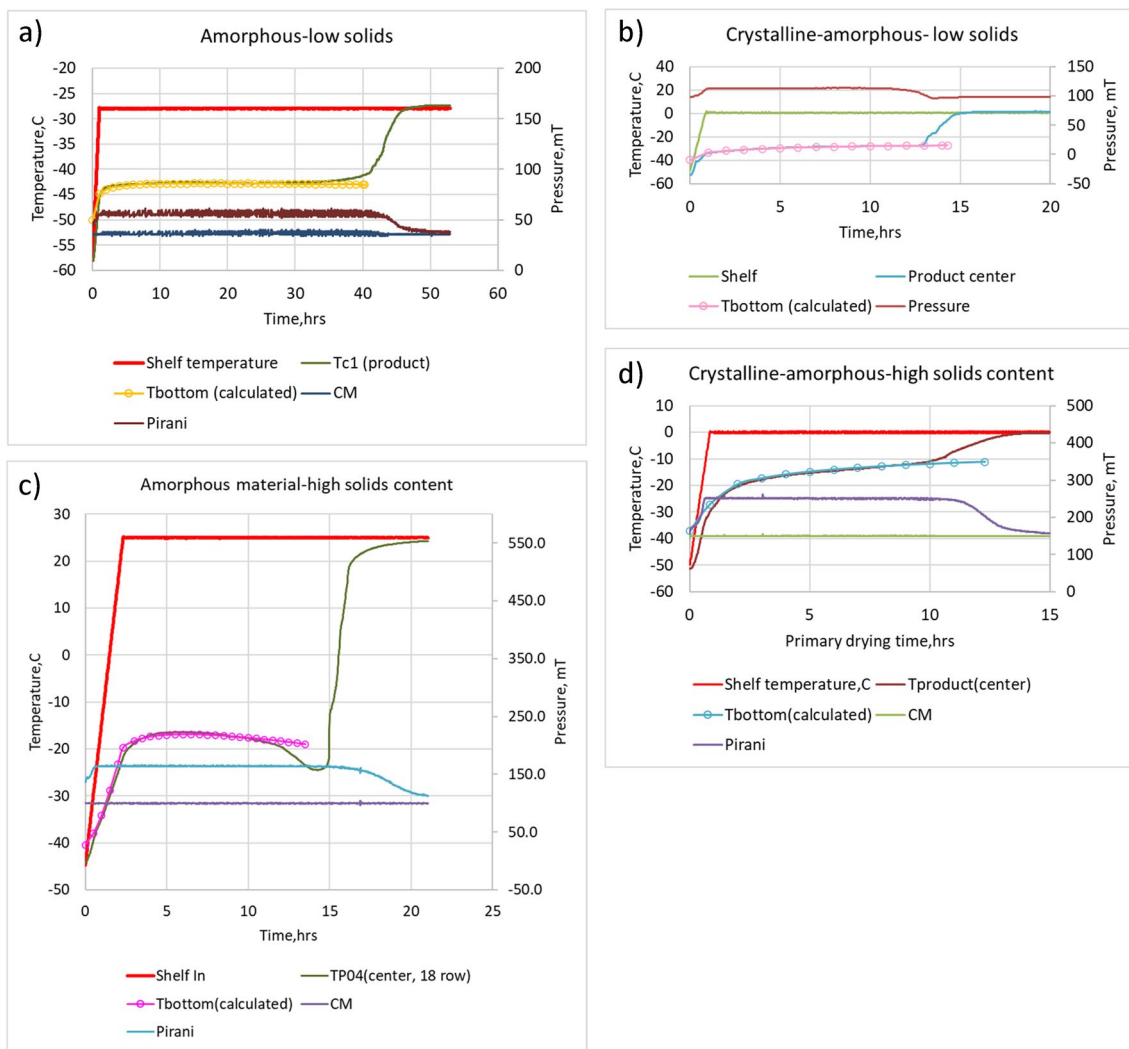 a)
Amorphous-low solids
-20
-25
-30
-35
-40
-45
-50
-55
-60
Temperature,C
200
150
100
50
0
Pressure,mT
0 10 20 30 40 50 60
Time,hrs
Shelf temperature Tc1 (product)
Tbottom (calculated) CM
Pirani
b)
Crystalline-amorphous- low solids
40
20
0
-20
-40
-60
Temperature,C
150
100
50
0
-50
Pressure, mT
0 5 10 15 20
Time,hrs
Shelf Product center
Tbottom (calculated) Pressure
c)
Amorphous material-high solids content
30
20
10
0
-10
-20
-30
-40
-50
Temperature,C
550.0
450.0
350.0
250.0
150.0
50.0
-50.0
Pressure, mT
0 5 10 15 20 25
Time,hrs
Shelf In TP04(center, 18 row)
Tbottom(calculated) CM
Pirani
d)
Crystalline-amorphous-high solids content
10
0
-10
-20
-30
-40
-50
-60
Temperature,C
500
400
300
200
100
0
Pressure, mT
0 5 10 15
Primary drying time,hrs
Shelf temperature,C Tproduct(center)
Tbottom(calculated) CM
Pirani